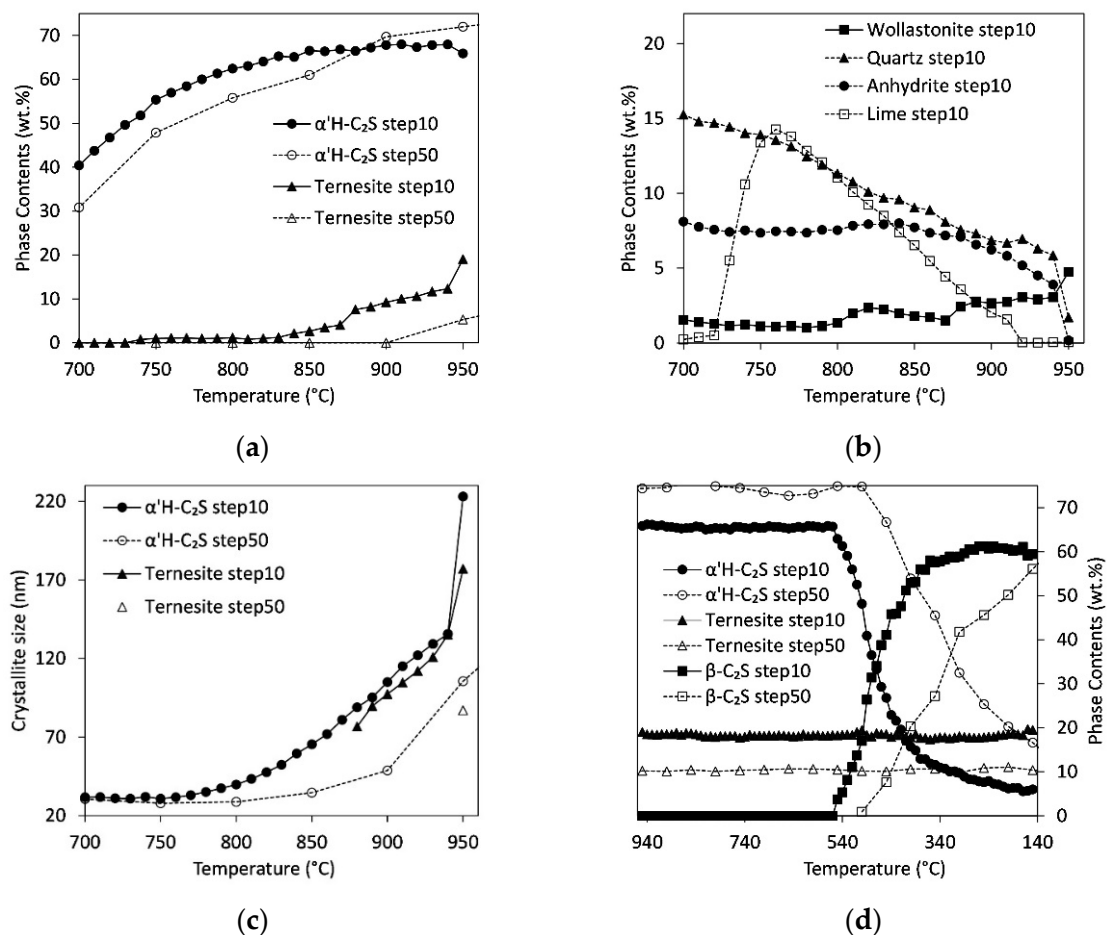 70
60
50
40
30
20
10
0
Phase Contents (wt.%)
α'H-C₂S step10
α'H-C₂S step50
Ternesite step10
Ternesite step50
700 750 800 850 900 950
Temperature (°C)
(a)
20
15
10
5
0
Phase Contents (wt.%)
Wollastonite step10
Quartz step10
Anhydrite step10
Lime step10
700 750 800 850 900 950
Temperature (°C)
(b)
220
170
120
70
20
Crystallite size (nm)
α'H-C₂S step10
α'H-C₂S step50
Ternesite step10
Ternesite step50
700 750 800 850 900 950
Temperature (°C)
(c)
α'H-C₂S step10
α'H-C₂S step50
Ternesite step10
Ternesite step50
β-C₂S step10
β-C₂S step50
70
60
50
40
30
20
10
0
Phase Contents (wt.%)
940 740 540 340 140
Temperature (°C)
(d)